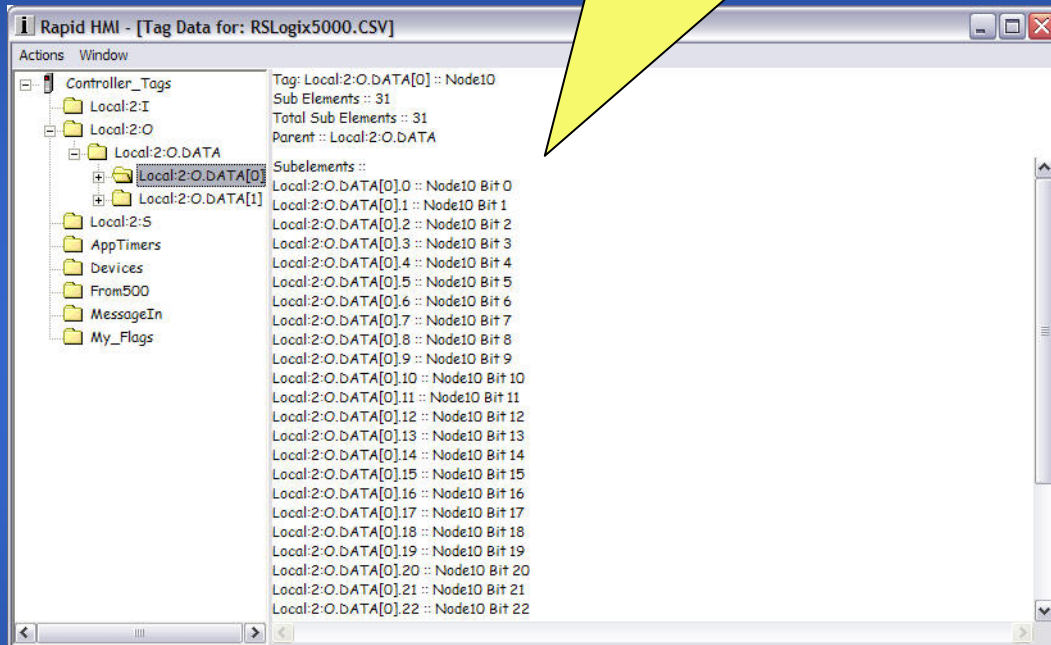 Rapid HMI - [Tag Data for: RSLogix5000.CSV]
Actions Window
Controller_Tags
Local:2:I
Local:2:O
Local:2:O.DATA
Local:2:O.DATA[0]
Local:2:O.DATA[1]
Local:2:S
AppTimers
Devices
From500
MessageIn
My_Flags
Tag: Local:2:O.DATA[0] :: Node10
Sub Elements :: 31
Total Sub Elements :: 31
Parent :: Local:2:O.DATA
Subelements ::
Local:2:O.DATA[0].0 :: Node10 Bit 0
Local:2:O.DATA[0].1 :: Node10 Bit 1
Local:2:O.DATA[0].2 :: Node10 Bit 2
Local:2:O.DATA[0].3 :: Node10 Bit 3
Local:2:O.DATA[0].4 :: Node10 Bit 4
Local:2:O.DATA[0].5 :: Node10 Bit 5
Local:2:O.DATA[0].6 :: Node10 Bit 6
Local:2:O.DATA[0].7 :: Node10 Bit 7
Local:2:O.DATA[0].8 :: Node10 Bit 8
Local:2:O.DATA[0].9 :: Node10 Bit 9
Local:2:O.DATA[0].10 :: Node10 Bit 10
Local:2:O.DATA[0].11 :: Node10 Bit 11
Local:2:O.DATA[0].12 :: Node10 Bit 12
Local:2:O.DATA[0].13 :: Node10 Bit 13
Local:2:O.DATA[0].14 :: Node10 Bit 14
Local:2:O.DATA[0].15 :: Node10 Bit 15
Local:2:O.DATA[0].16 :: Node10 Bit 16
Local:2:O.DATA[0].17 :: Node10 Bit 17
Local:2:O.DATA[0].18 :: Node10 Bit 18
Local:2:O.DATA[0].19 :: Node10 Bit 19
Local:2:O.DATA[0].20 :: Node10 Bit 20
Local:2:O.DATA[0].21 :: Node10 Bit 21
Local:2:O.DATA[0].22 :: Node10 Bit 22